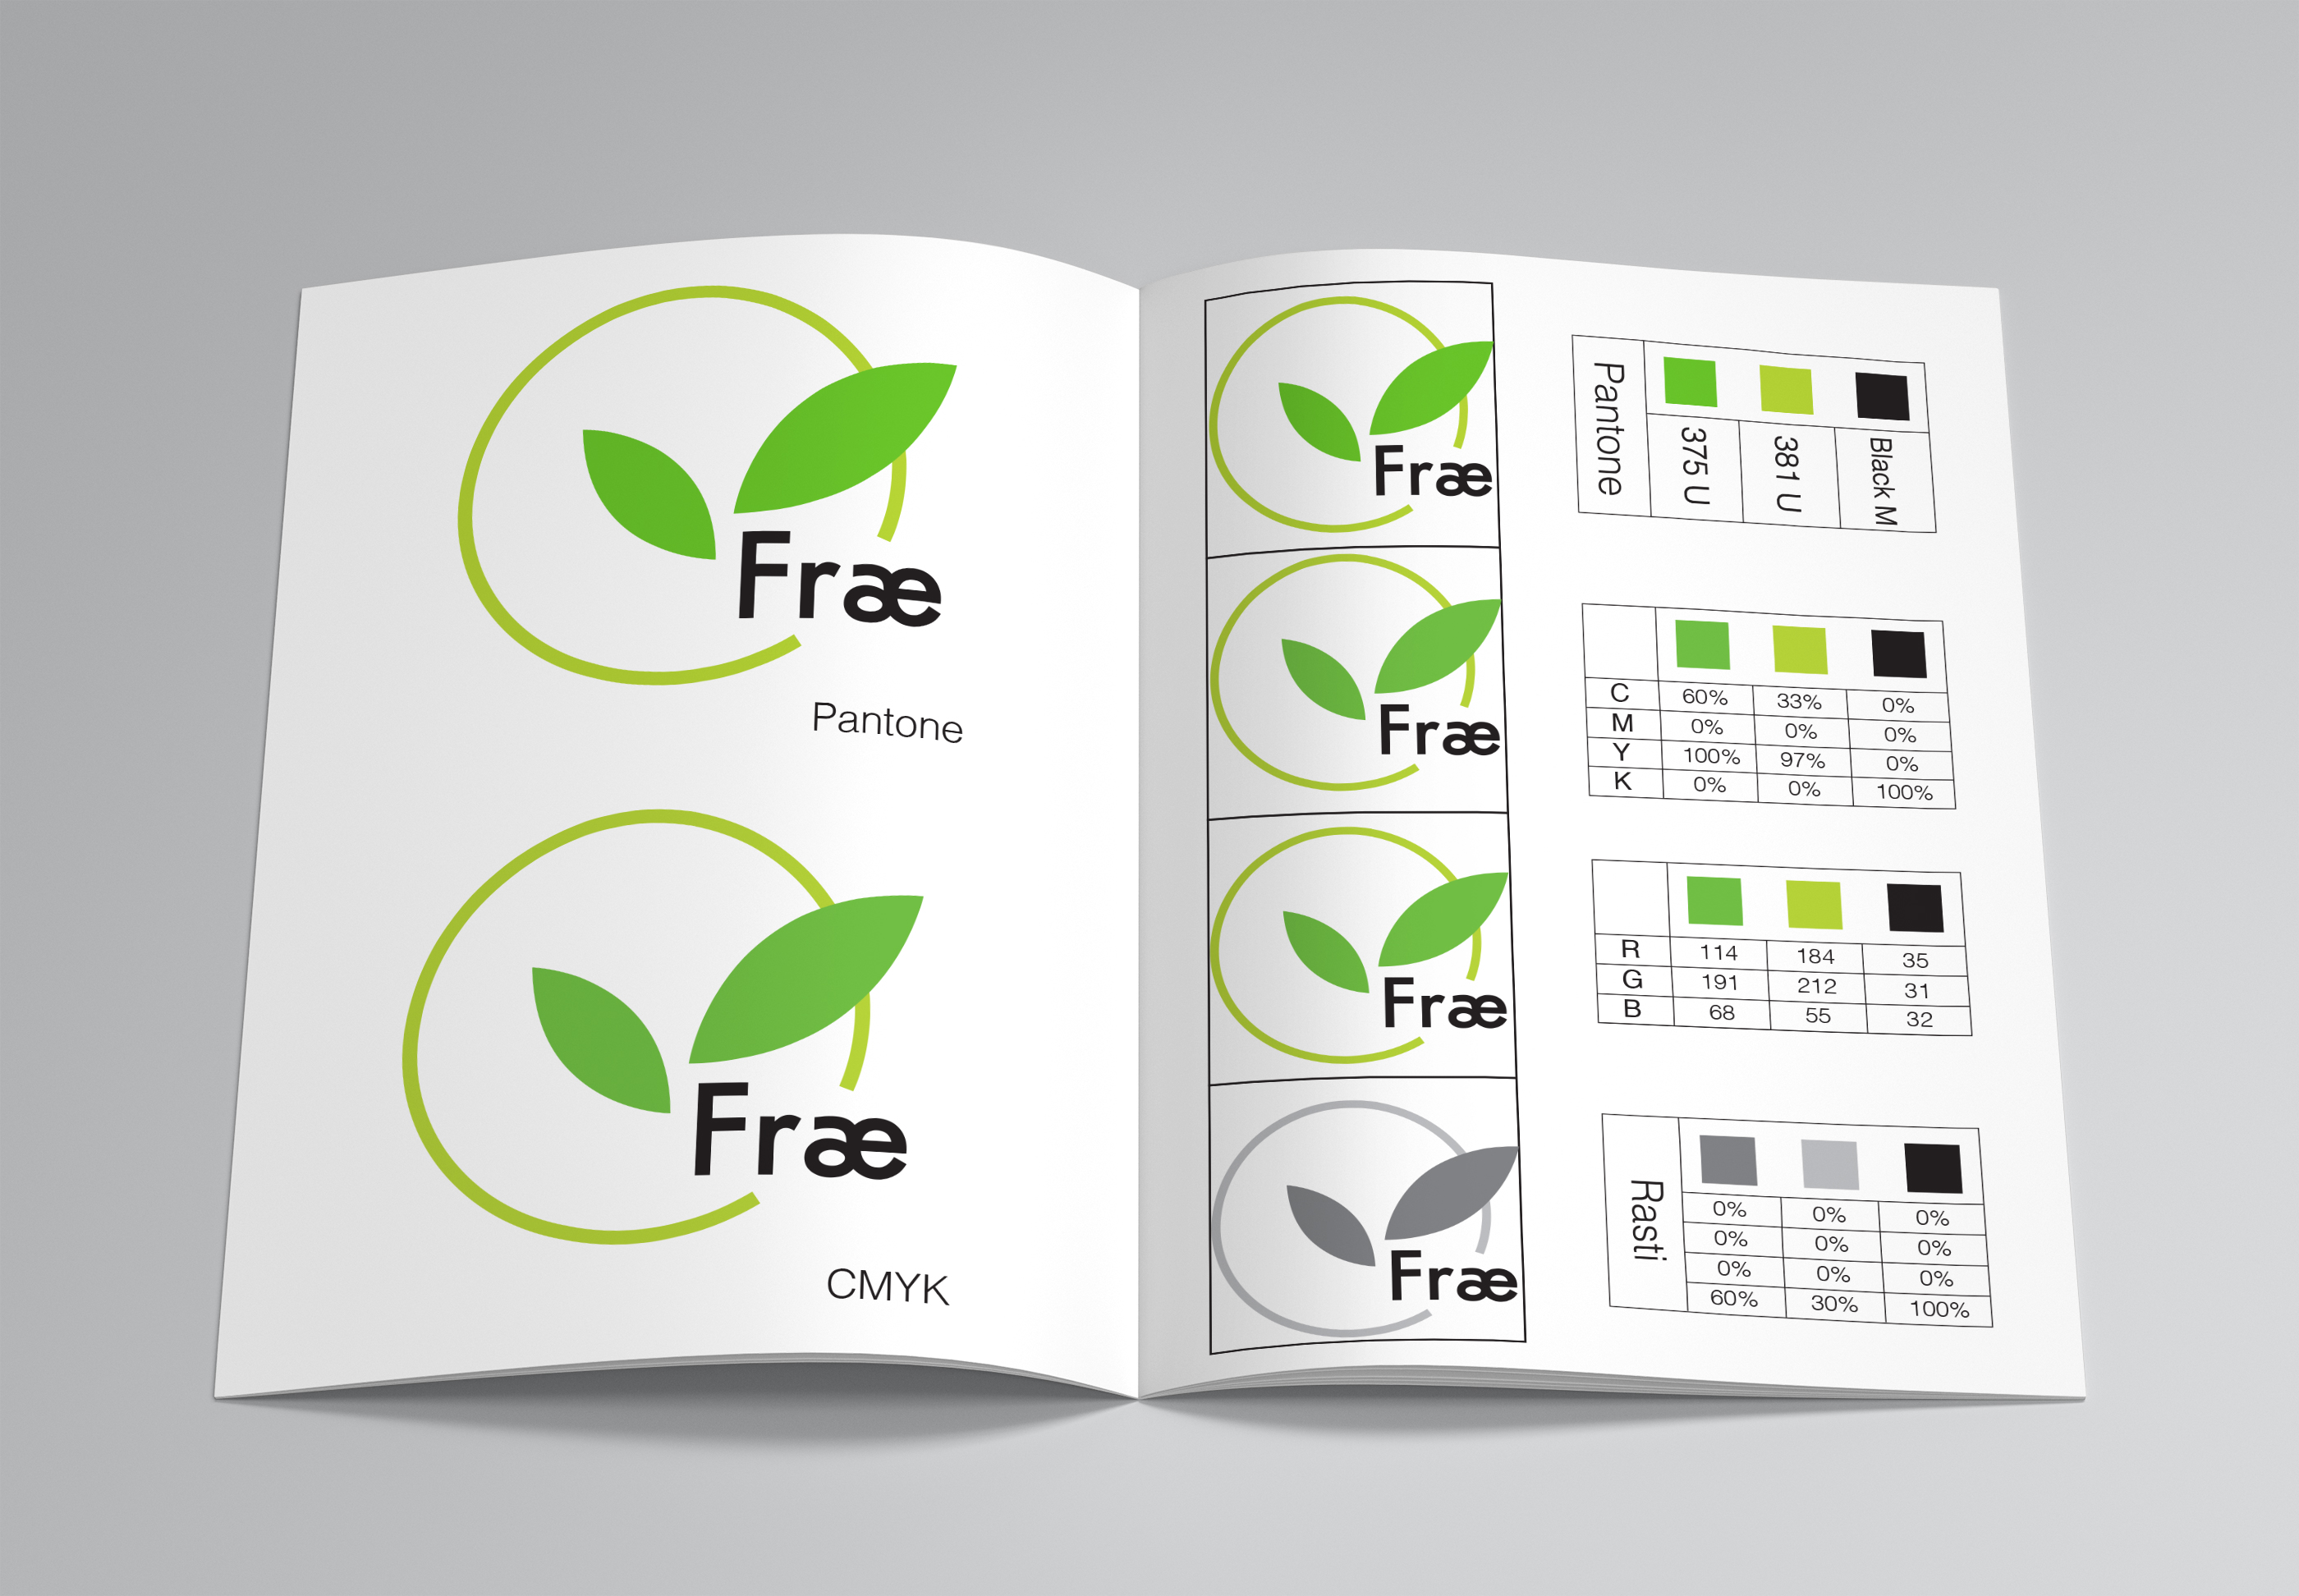 Fræ
Pantone
Fræ
CMYK
Fræ
Fræ
Fræ
Fræ
Pantone
375 U
381 U
Black M
C 60% 33% 0%
M 0% 0% 0%
Y 100% 97% 0%
K 0% 0% 100%
R 114 184 35
G 191 212 31
B 68 55 32
Rasti
0% 0% 0%
0% 0% 0%
0% 0% 0%
60% 30% 100%